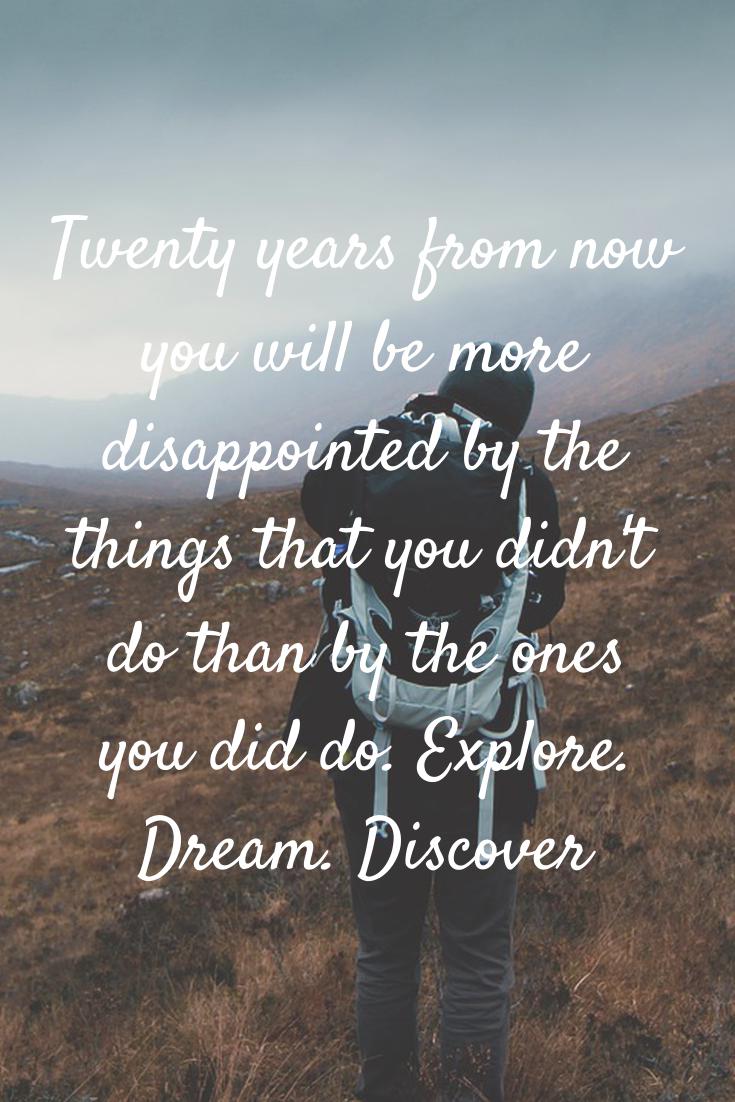 Twenty years from now
you will be more
disappointed by the
things that you didn't
do than by the ones
you did do. Explore.
Dream. Discover